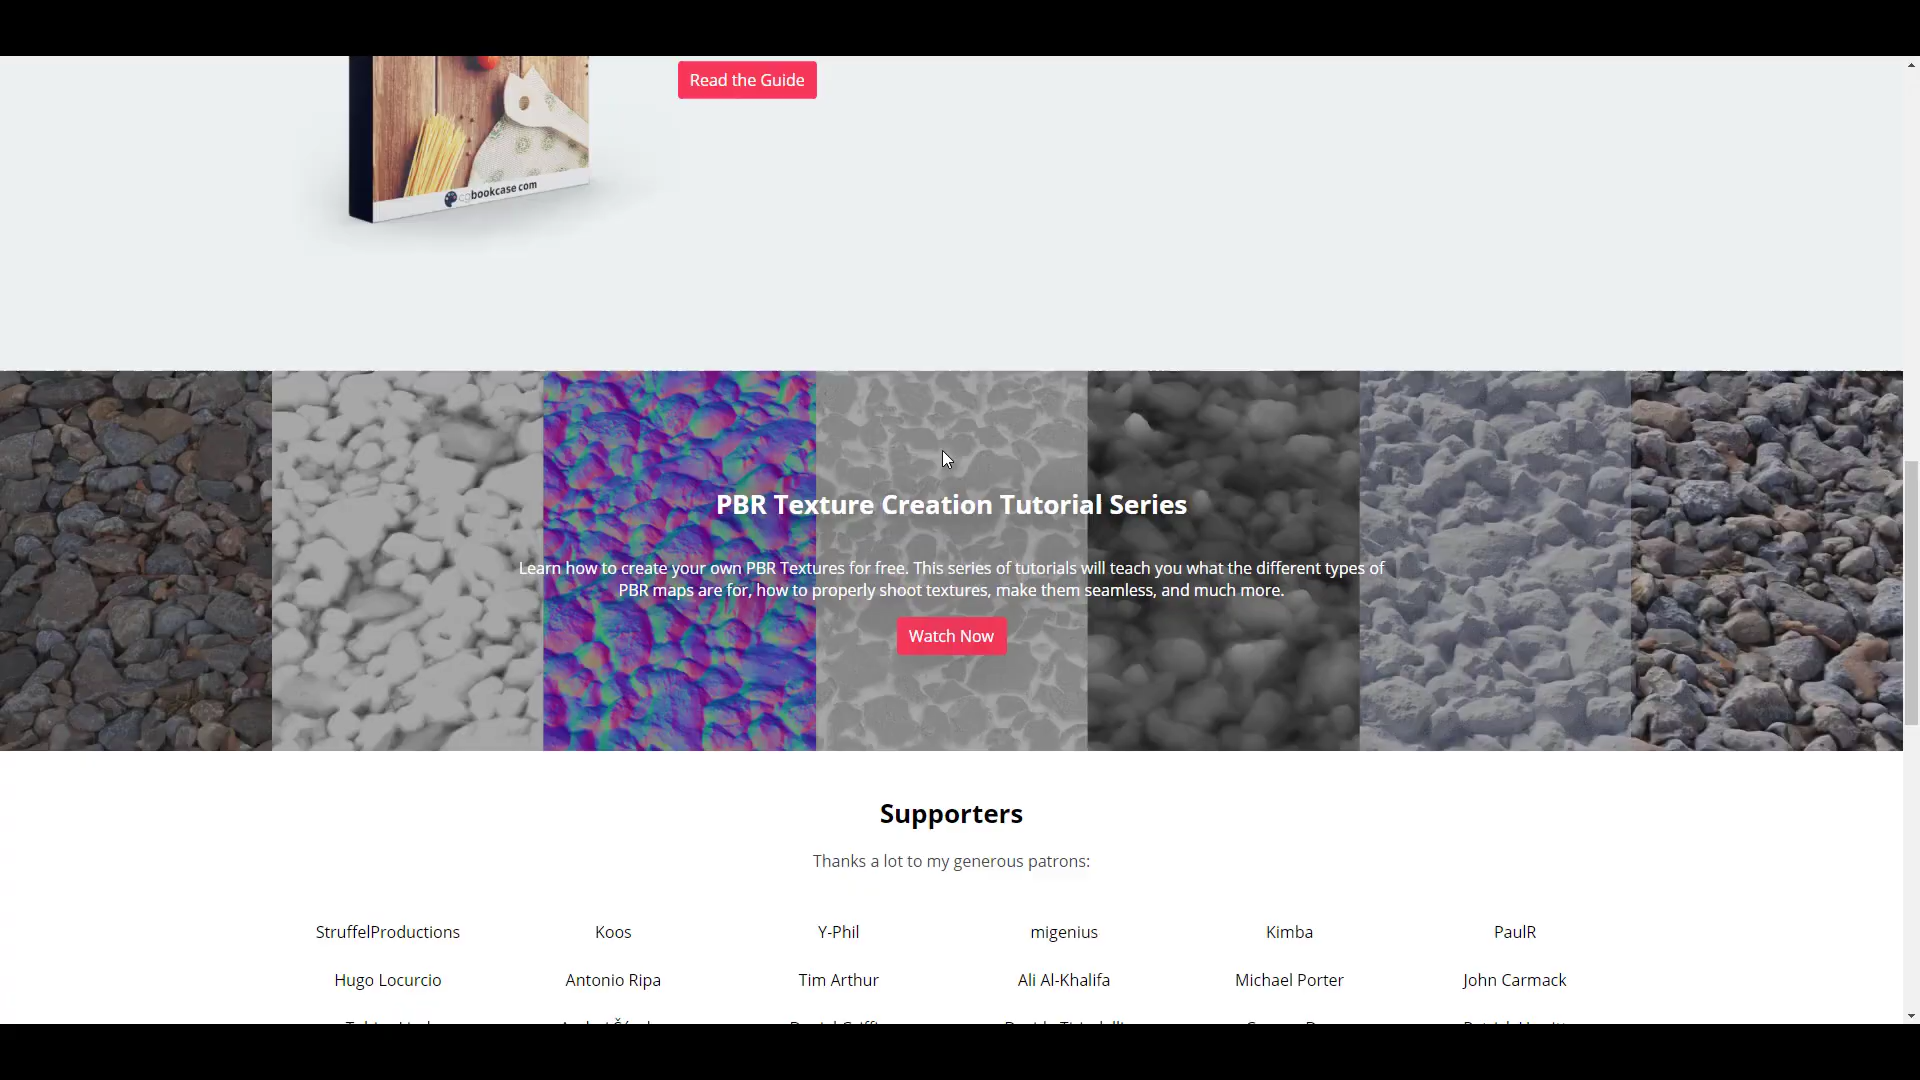 Read the Guide
cgbookcase.com
PBR Texture Creation Tutorial Series
Learn how to create your own PBR Textures for free. This series of tutorials will teach you what the different types of
PBR maps are for, how to properly shoot textures, make them seamless, and much more.
Watch Now
Supporters
Thanks a lot to my generous patrons:
StruffelProductions Koos Y-Phil migenius Kimba PaulR
Hugo Locurcio Antonio Ripa Tim Arthur Ali Al-Khalifa Michael Porter John Carmack